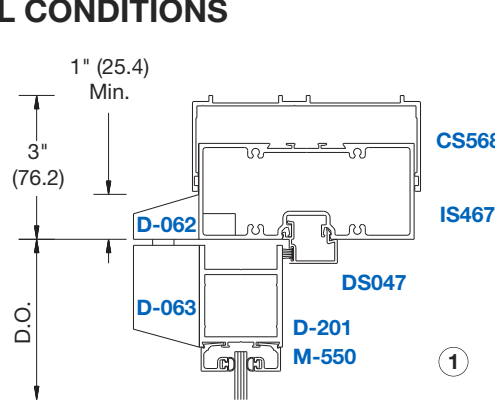 L CONDITIONS
1" (25.4)
Min.
3"
(76.2)
CS568
D-062
IS467
DS047
D-063
D.O.
D-201
M-550
1